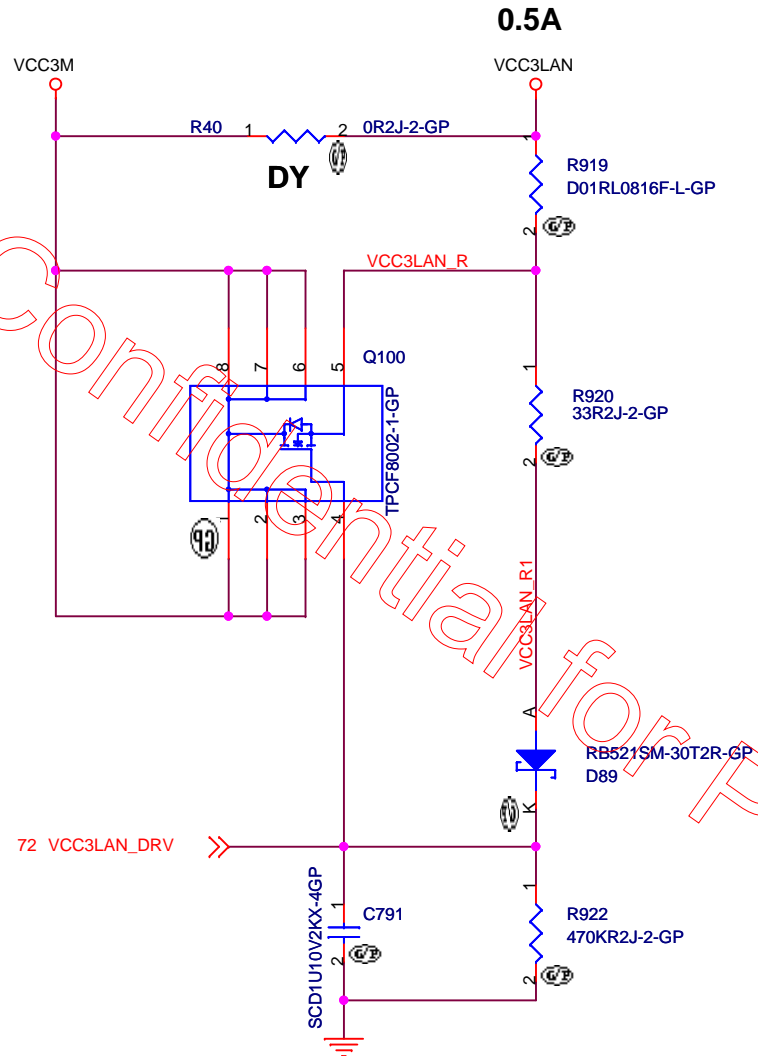 0.5A
VCC3M
VCC3LAN
R40
1
2
0R2J-2-GP
DY
1
R919
D01RL0816F-L-GP
2
G/P
VCC3LAN_R
8
7
6
5
Q100
TPCF8002-1-GP
1
2
3
4
GP
1
R920
33R2J-2-GP
2
G/P
VCC3LAN_R1
Confidential for P
A
RB521SM-30T2R-GP
D89
K
72 VCC3LAN_DRV
SCD1U10V2KX-4GP
1
C791
2
G/P
1
R922
470KR2J-2-GP
2
G/P